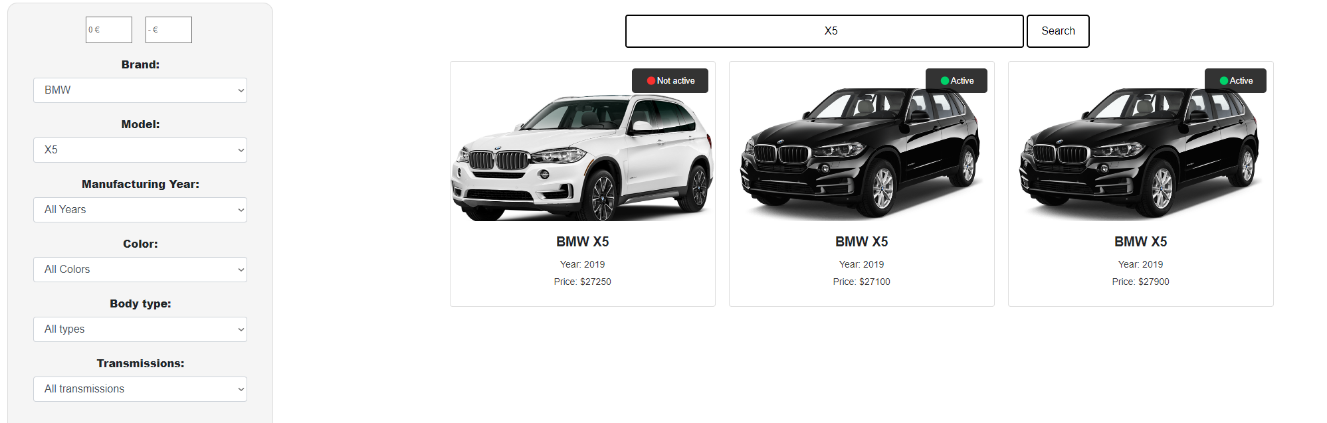 0 €
- €
Brand:
BMW
Model:
X5
Manufacturing Year:
All Years
Color:
All Colors
Body type:
All types
Transmissions:
All transmissions
X5
Search
Not active
BMW X5
Year: 2019
Price: $27250
Active
BMW X5
Year: 2019
Price: $27100
Active
BMW X5
Year: 2019
Price: $27900